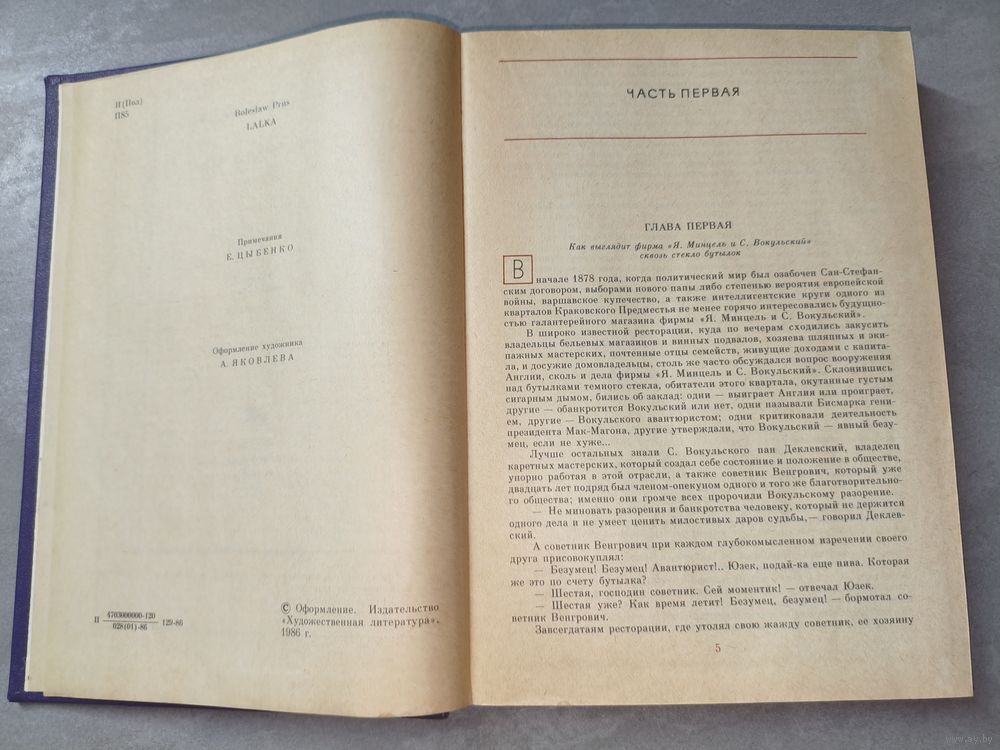 И(Пол)
П85
Boleslaw Prus
LALKA
Примечания
Е. ЦЫБЕНКО
Оформление художника
А. ЯКОВЛЕВА
П 4703000000-120 129-86
028(01)-86
© Оформление. Издательство
«Художественная литература».
1986 г.
ЧАСТЬ ПЕРВАЯ
ГЛАВА ПЕРВАЯ
Как выглядит фирма «Я. Минцель и С. Вокульский»
сквозь стекло бутылок
В начале 1878 года, когда политический мир был озабочен Сан-Стефан-
ским договором, выборами нового папы либо степенью вероятия европейской
войны, варшавское купечество, а также интеллигентские круги одного из
кварталов Краковского Предместья не менее горячо интересовались будущно-
стью галантерейного магазина фирмы «Я. Минцель и С. Вокульский».
В широко известной ресторации, куда по вечерам сходились закусить
владельцы бельевых магазинов и винных подвалов, хозяева шляпных и эки-
пажных мастерских, почтенные отцы семейств, живущие доходами с капита-
ла, и досужие домовладельцы, столь же часто обсуждался вопрос вооружения
Англии, сколь и дела фирмы «Я. Минцель и С. Вокульский». Склонившись
над бутылками темного стекла, обитатели этого квартала, окутанные густым
сигарным дымом, бились об заклад: одни — выиграет Англия или проиграет,
другие — обанкротится Вокульский или нет, одни называли Бисмарка гени-
ем, другие — Вокульского авантюристом; одни критиковали деятельность
президента Мак-Магона, другие утверждали, что Вокульский — явный безу-
мец, если не хуже...
Лучше остальных знали С. Вокульского пан Деклевский, владелец
каретных мастерских, который создал себе состояние и положение в обществе,
упорно работая в этой отрасли, а также советник Венгрович, который уже
двадцать лет подряд был членом-опекуном одного и того же благотворительно-
го общества; именно они громче всех пророчили Вокульскому разорение.
— Не миновать разорения и банкротства человеку, который не держится
одного дела и не умеет ценить милостивых даров судьбы,— говорил Деклев-
ский.
А советник Венгрович при каждом глубокомысленном изречении своего
друга присовокуплял:
— Безумец! Безумец! Авантюрист!.. Юзек, подай-ка еще пива. Которая
же это по счету бутылка?
— Шестая, господин советник. Сей моментик! — отвечал Юзек.
— Шестая уже? Как время летит! Безумец, безумец! — бормотал со-
ветник Венгрович.
Завсегдатаям ресторации, где утолял свою жажду советник, ее хозяину
5
www.ay.by